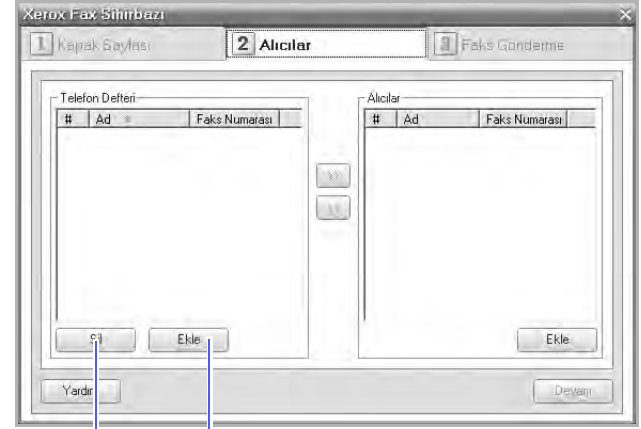 Xerox Fax Sihirbazı
1 Kapak Sayfası 2 Alıcılar 3 Faks Gönderme
Telefon Defteri
# Ad Faks Numarası
Alıcılar
# Ad Faks Numarası
>>
<<
Sil Ekle
Ekle
Yardım
Devam